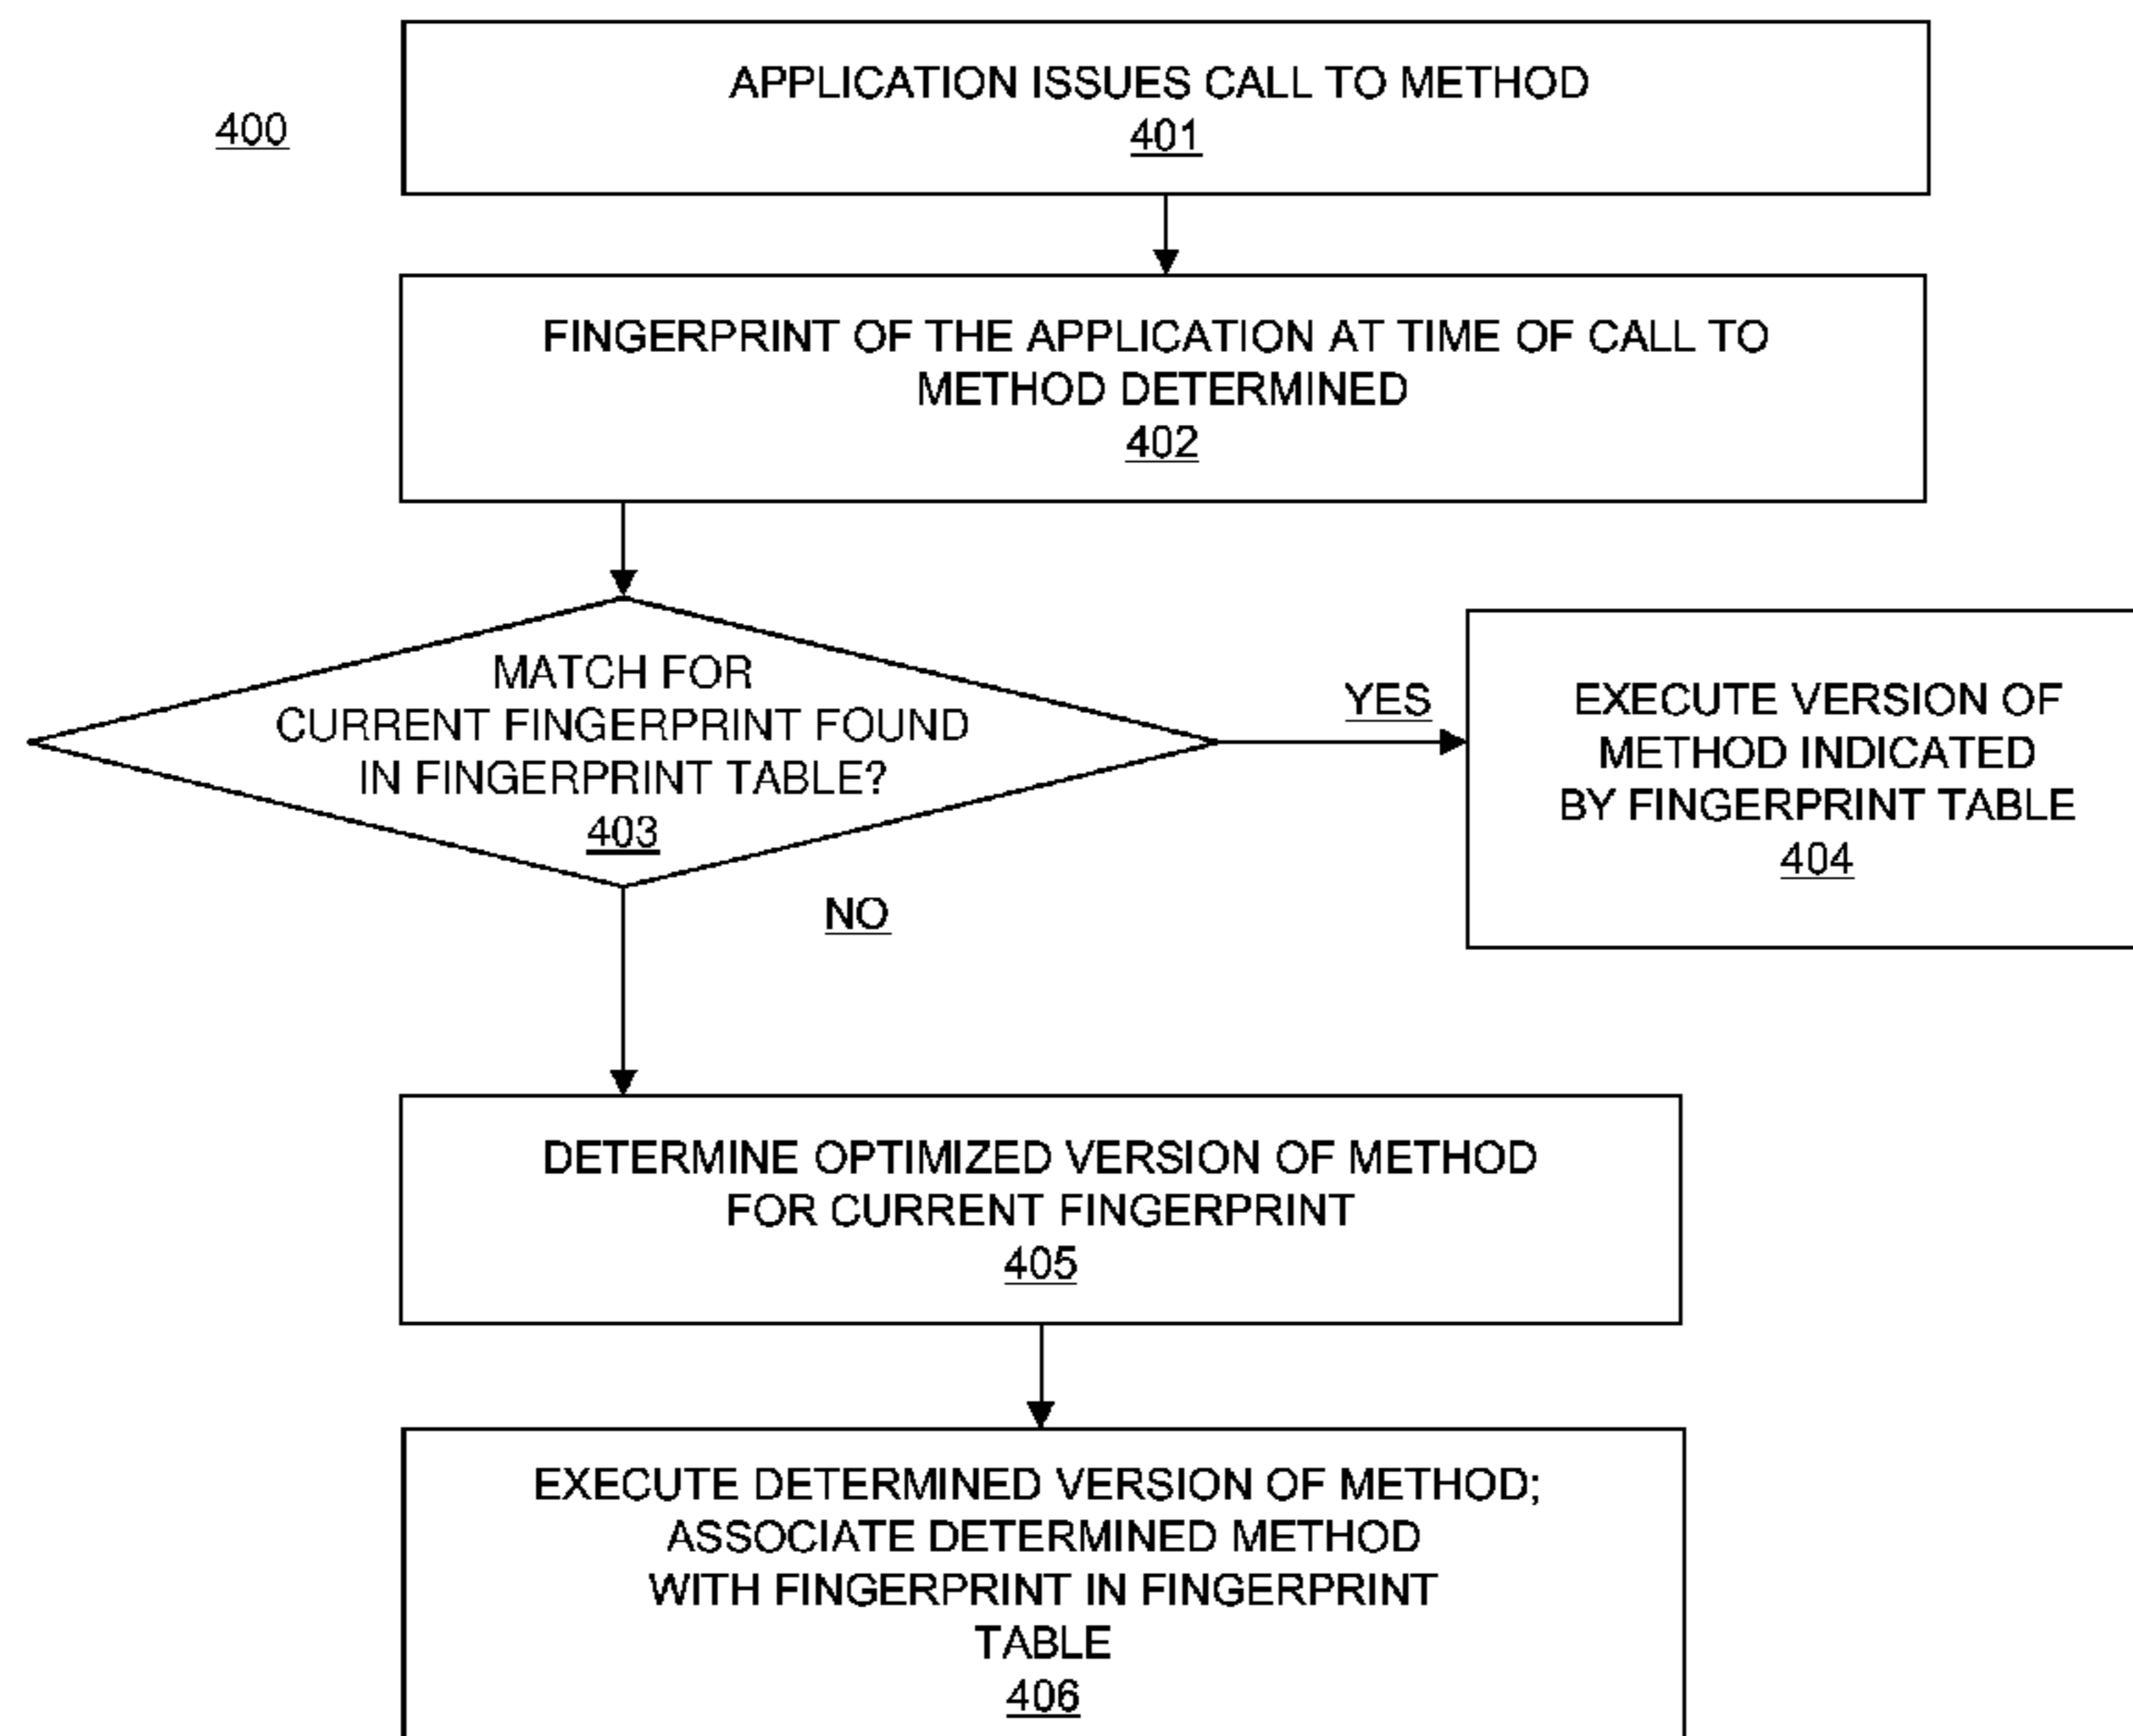 400
APPLICATION ISSUES CALL TO METHOD
401
FINGERPRINT OF THE APPLICATION AT TIME OF CALL TO
METHOD DETERMINED
402
MATCH FOR
CURRENT FINGERPRINT FOUND
IN FINGERPRINT TABLE?
403
YES
EXECUTE VERSION OF
METHOD INDICATED
BY FINGERPRINT TABLE
404
NO
DETERMINE OPTIMIZED VERSION OF METHOD
FOR CURRENT FINGERPRINT
405
EXECUTE DETERMINED VERSION OF METHOD;
ASSOCIATE DETERMINED METHOD
WITH FINGERPRINT IN FINGERPRINT
TABLE
406